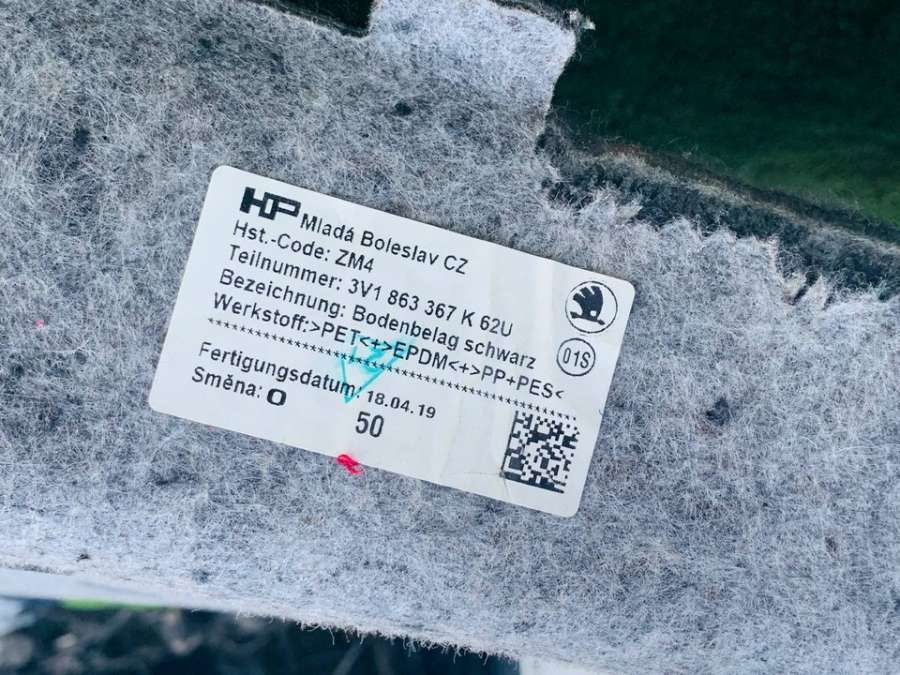 HP Mladá Boleslav CZ
Hst.-Code: ZM4
Teilnummer: 3V1 863 367 K 62U
Bezeichnung: Bodenbelag schwarz
Werkstoff:>PET<+>EPDM<+>PP+PES<
01S
Fertigungsdatum: 18.04.19
Směna: O
50